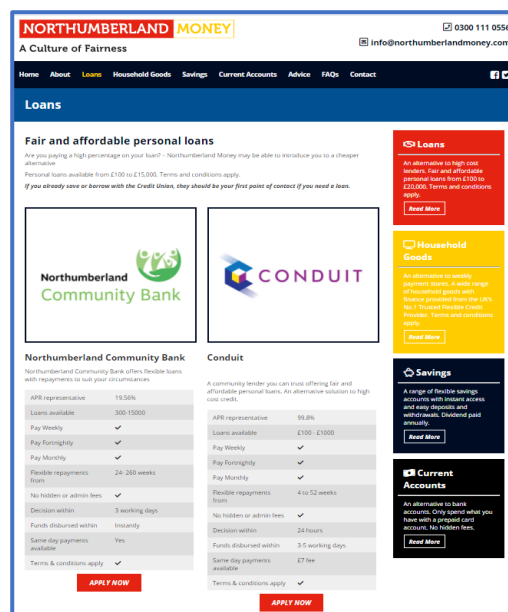 NORTHUMBERLAND MONEY
A Culture of Fairness
0300 111 0556
info@northumberlandmoney.com
Home About Loans Household Goods Savings Current Accounts Advice FAQs Contact
Loans
Fair and affordable personal loans
Are you paying a high percentage on your loan? – Northumberland Money may be able to introduce you to a cheaper
alternative
Personal loans available from £100 to £15,000. Terms and conditions apply.
If you already save or borrow with the Credit Union, they should be your first point of contact if you need a loan.
Northumberland
Community Bank
CONDUIT
Northumberland Community Bank
Northumberland Community Bank offers flexible loans
with repayments to suit your circumstances
APR representative 19.56%
Loans available 300-15000
Pay Weekly ✓
Pay Fortnightly ✓
Pay Monthly ✓
Flexible repayments
from 24- 260 weeks
No hidden or admin fees ✓
Decision within 3 working days
Funds disbursed within Instantly
Same day payments
available Yes
Terms & conditions apply ✓
APPLY NOW
Conduit
A community lender you can trust offering fair and
affordable personal loans. An alternative solution to high
cost credit.
APR representative 99.8%
Loans available £100 - £1000
Pay Weekly ✓
Pay Fortnightly ✓
Pay Monthly ✓
Flexible repayments
from 4 to 52 weeks
No hidden or admin fees ✓
Decision within 24 hours
Funds disbursed within 3-5 working days
Same day payments
available £7 fee
Terms & conditions apply ✓
APPLY NOW
Loans
An alternative to high cost
lenders. Fair and affordable
personal loans from £100 to
£20,000. Terms and conditions
apply.
Read More
Household
Goods
An alternative to weekly
payment stores. A wide range
of household goods with
finance provided from the UK's
No.1 Trusted Flexible Credit
Provider. Terms and conditions
apply.
Read More
Savings
A range of flexible savings
accounts with instant access
and easy deposits and
withdrawals. Dividend paid
annually.
Read More
Current
Accounts
An alternative to bank
accounts. Only spend what you
have with a prepaid card
account. No hidden fees.
Read More